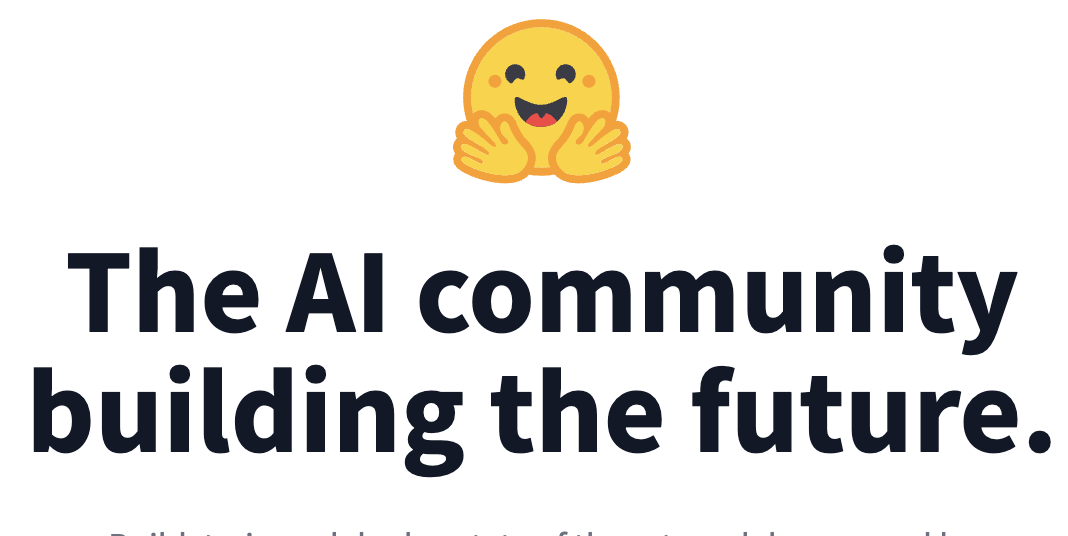 The AI community
building the future.